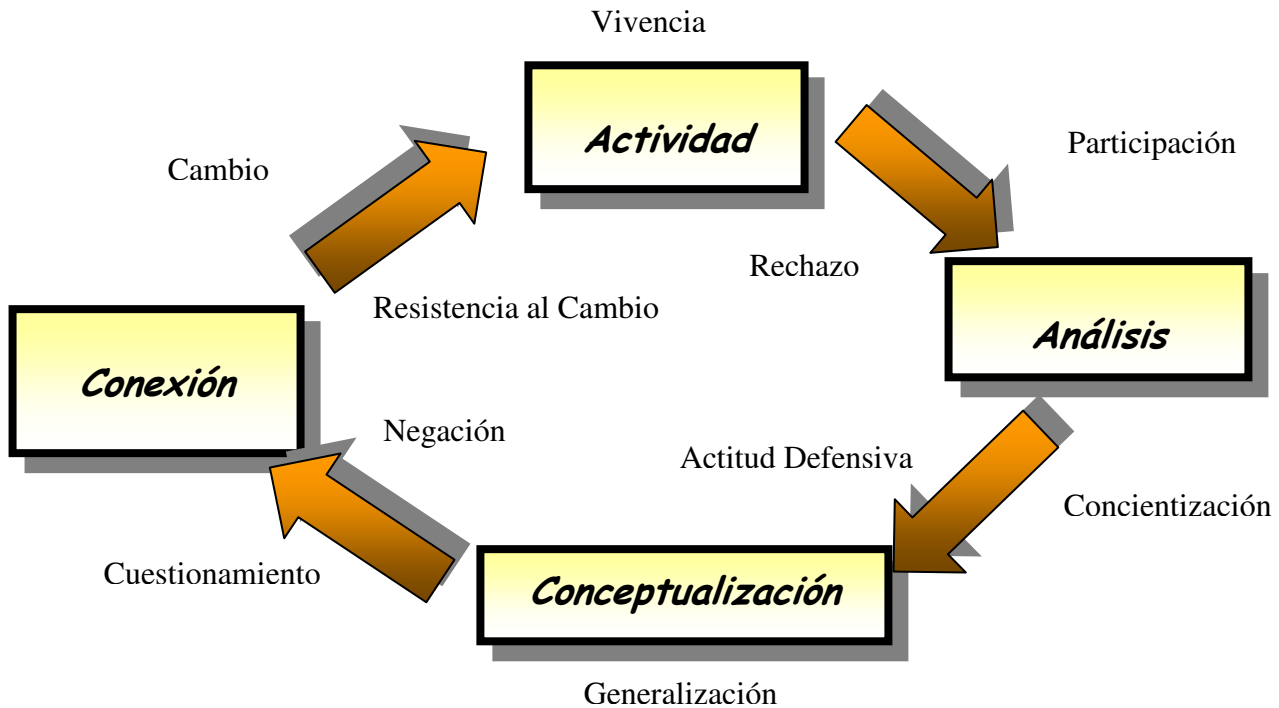 Vivencia
Actividad
Participación
Cambio
Rechazo
Resistencia al Cambio
Análisis
Conexión
Negación
Actitud Defensiva
Concientización
Cuestionamiento
Conceptualización
Generalización